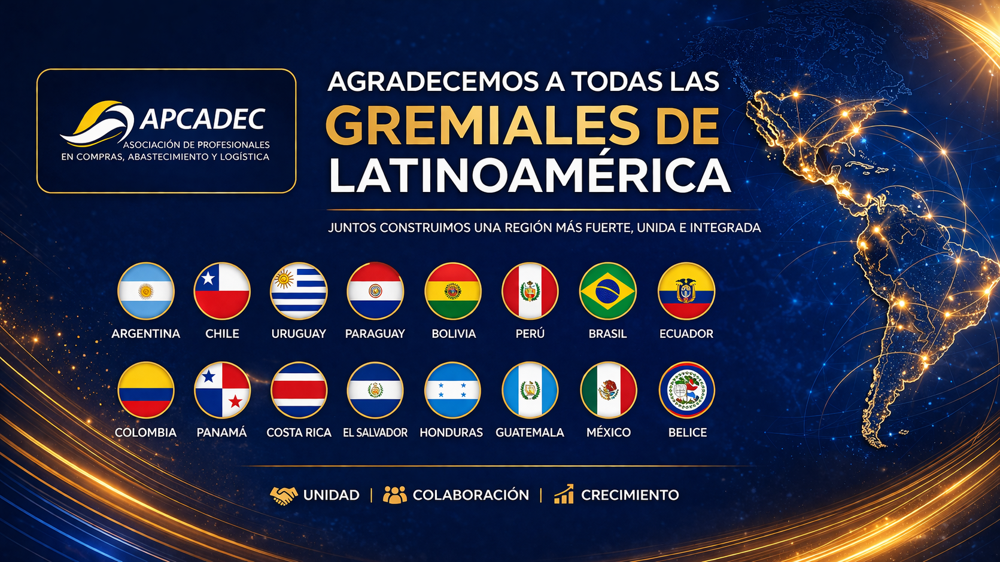 APCADEC
ASOCIACIÓN DE PROFESIONALES
EN COMPRAS, ABASTECIMIENTO Y LOGÍSTICA
AGRADECEMOS A TODAS LAS
GREMIALES DE
LATINOAMÉRICA
JUNTOS CONSTRUIMOS UNA REGIÓN MÁS FUERTE, UNIDA E INTEGRADA
ARGENTINA CHILE URUGUAY PARAGUAY BOLIVIA PERÚ BRASIL ECUADOR
COLOMBIA PANAMÁ COSTA RICA EL SALVADOR HONDURAS GUATEMALA MÉXICO BELICE
UNIDAD | COLABORACIÓN | CRECIMIENTO